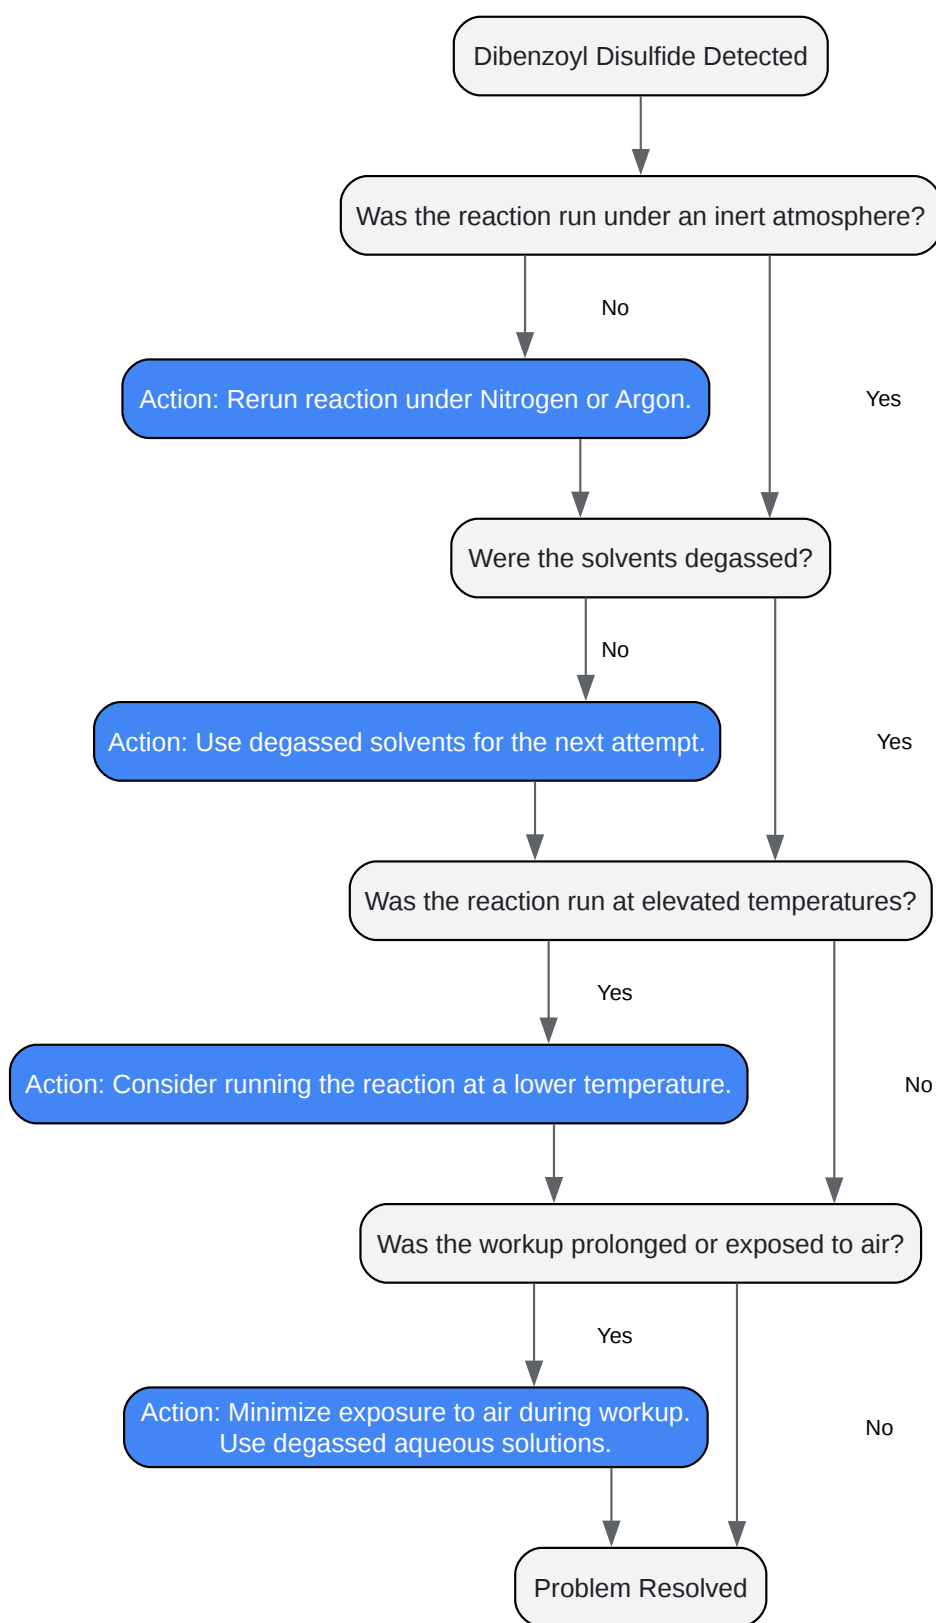 Dibenzoyl Disulfide Detected
Was the reaction run under an inert atmosphere?
No
Action: Rerun reaction under Nitrogen or Argon.
Yes
Were the solvents degassed?
No
Action: Use degassed solvents for the next attempt.
Yes
Was the reaction run at elevated temperatures?
Yes
Action: Consider running the reaction at a lower temperature.
No
Was the workup prolonged or exposed to air?
Yes
Action: Minimize exposure to air during workup.
Use degassed aqueous solutions.
No
Problem Resolved